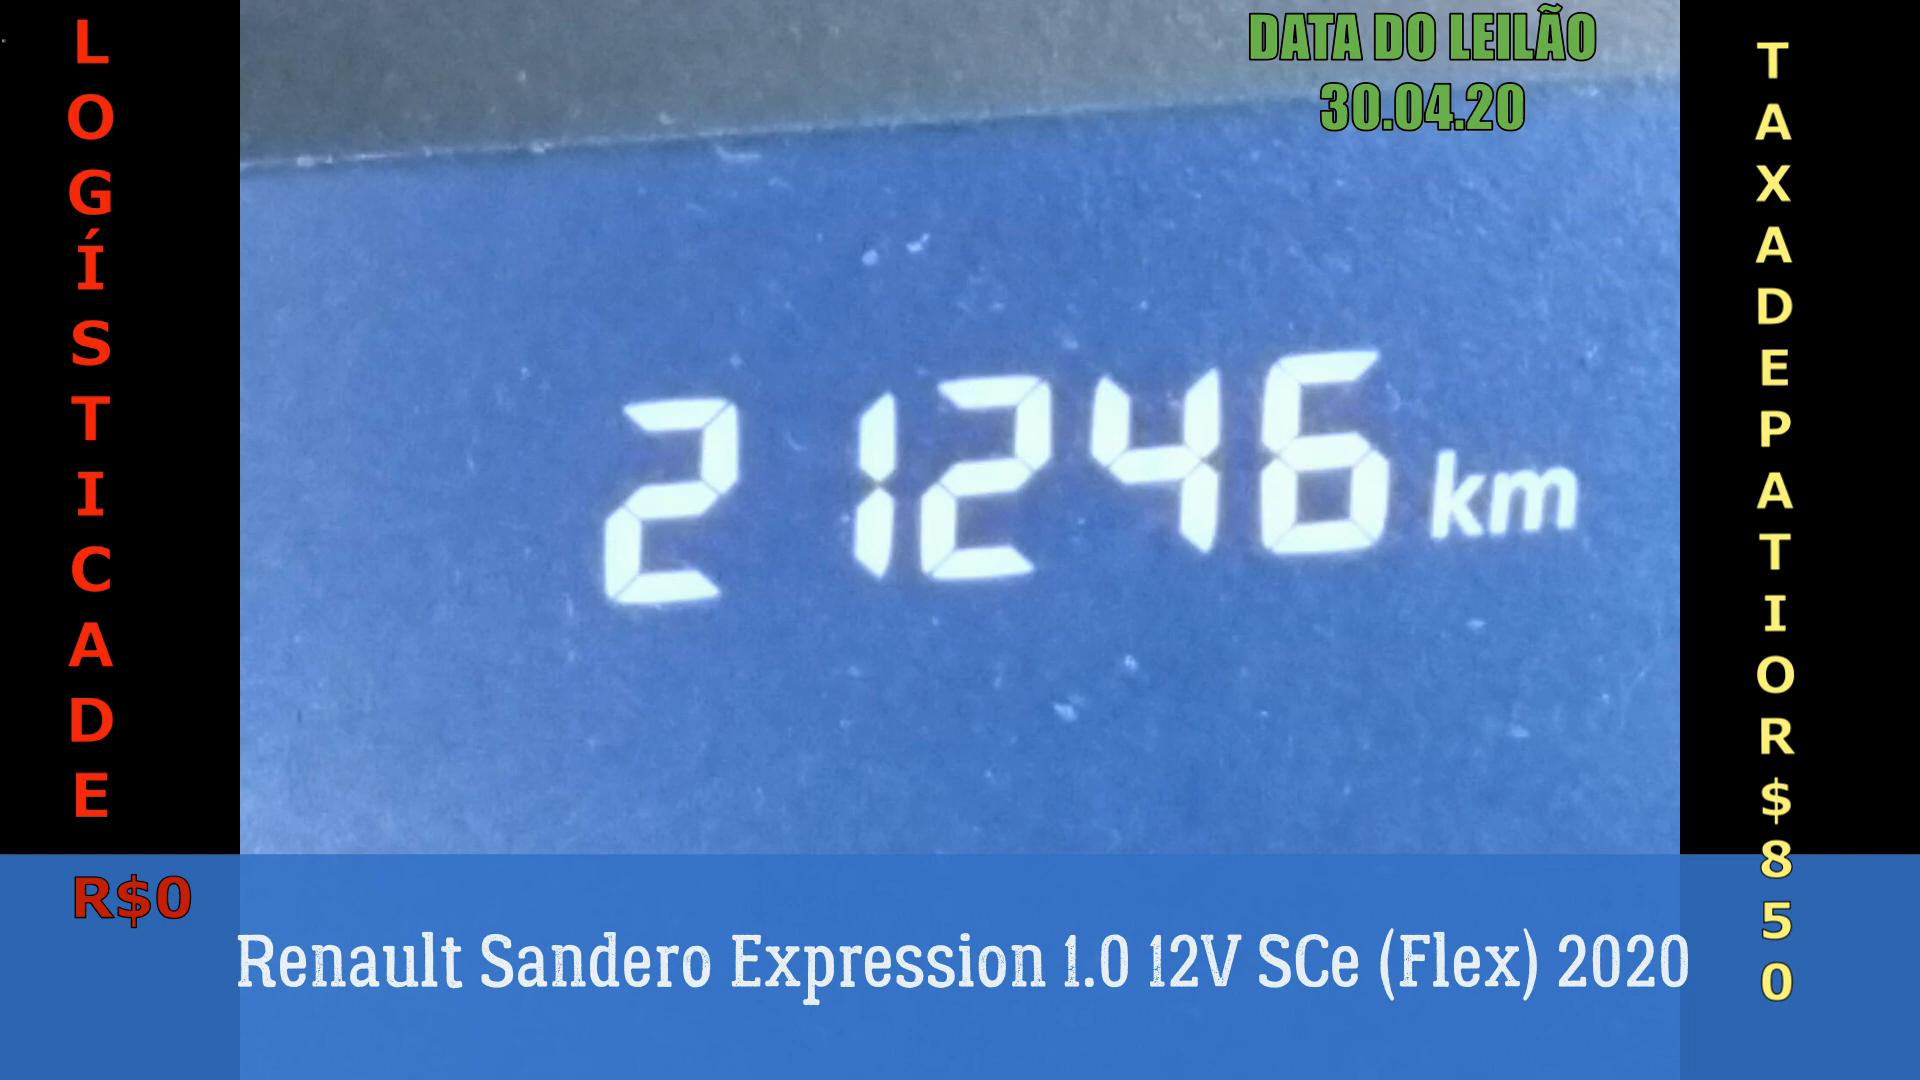 LOGÍSTICA DE
R$0
DATA DO LEILÃO
30.04.20
21246 km
TAXA DE PATIO R$850
Renault Sandero Expression 1.0 12V SCe (Flex) 2020